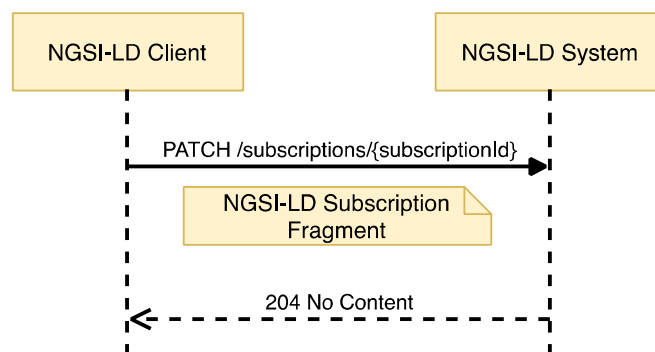 NGSI-LD Client
NGSI-LD System
PATCH /subscriptions/{subscriptionId}
NGSI-LD Subscription
Fragment
204 No Content